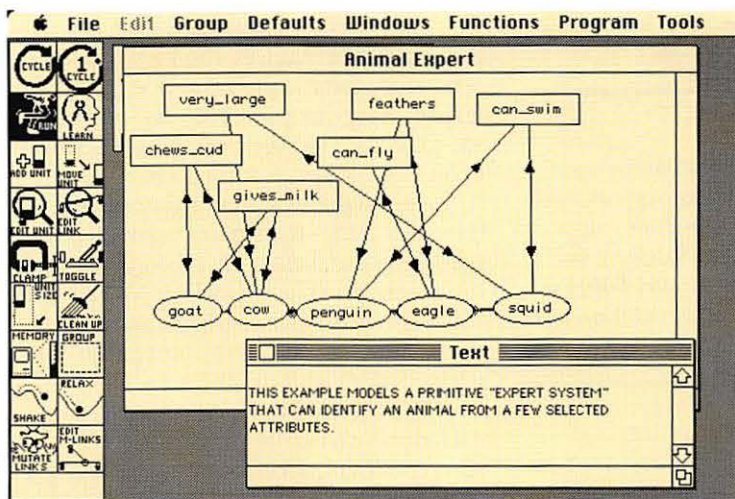 File Edit Group Defaults Windows Functions Program Tools
Animal Expert
CYCLE
1 CYCLE
RUN
LEARN
ADD UNIT
MOVE UNIT
EDIT UNIT
EDIT LINK
CLAMP
TOGGLE
UNIT SIZE
CLEAN UP
MEMORY
GROUP
SHAKE
RELAX
MUTATE LINKS
EDIT M-LINKS
very_large
feathers
can_swim
chews_cud
can_fly
gives_milk
goat
cow
penguin
eagle
squid
Text
THIS EXAMPLE MODELS A PRIMITIVE "EXPERT SYSTEM"
THAT CAN IDENTIFY AN ANIMAL FROM A FEW SELECTED
ATTRIBUTES.